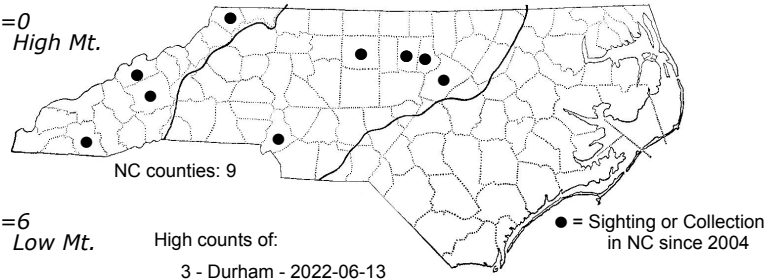 =0
High Mt.
NC counties: 9
=6
Low Mt.
High counts of:
3 - Durham - 2022-06-13
● = Sighting or Collection
in NC since 2004